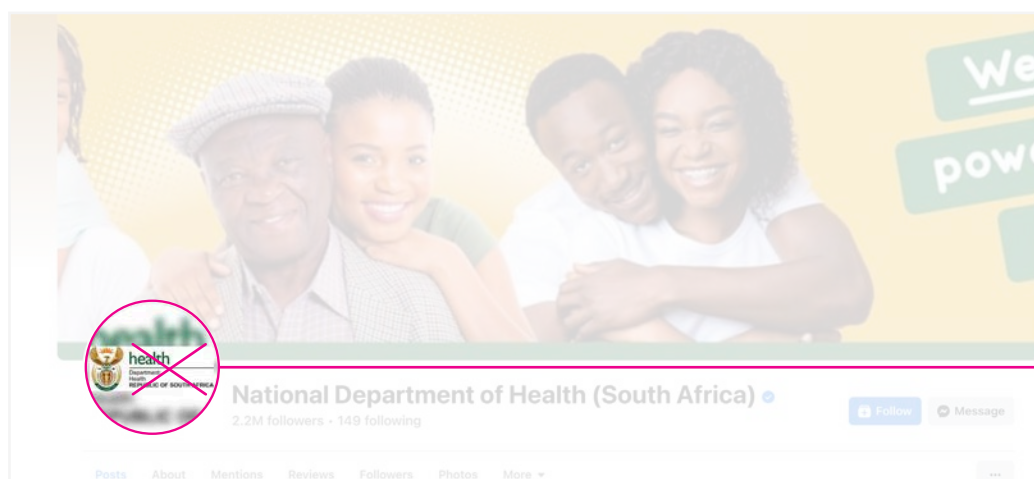 We
pow
health
health
Department:
Health
REPUBLIC OF SOUTH AFRICA
National Department of Health (South Africa)
2.2M followers • 149 following
Follow
Message
Posts About Mentions Reviews Followers Photos More